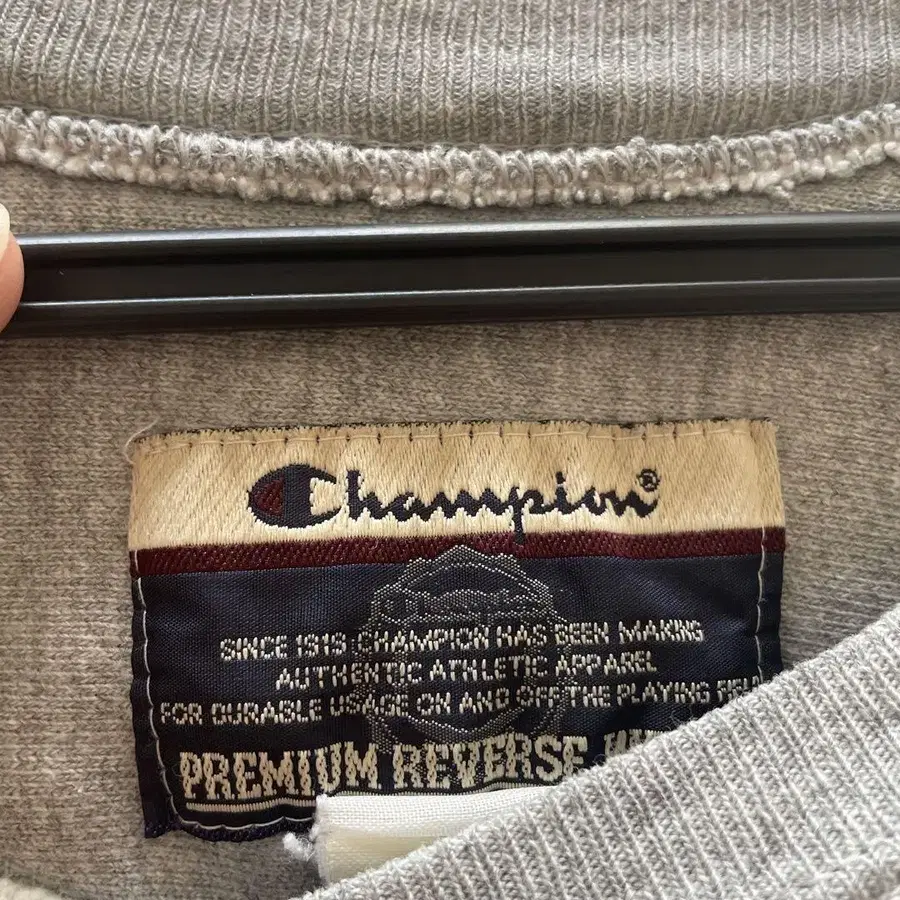 Champion®
Champion
SINCE 1919 CHAMPION HAS BEEN MAKING
AUTHENTIC ATHLETIC APPAREL
FOR DURABLE USAGE ON AND OFF THE PLAYING
PREMIUM REVERSE